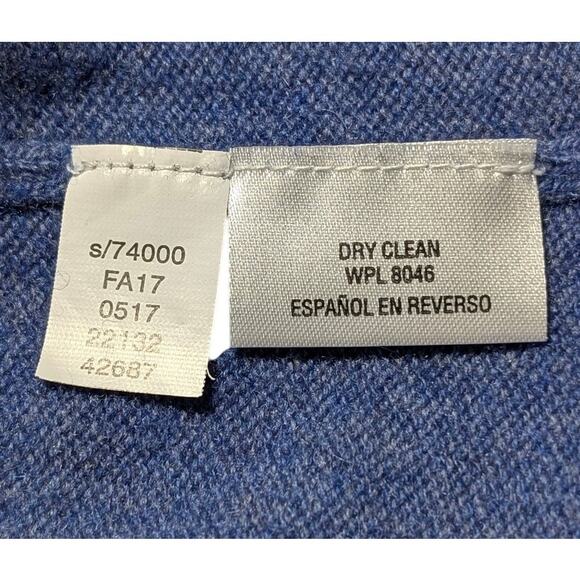 s/74000
FA17
0517
22132
42687
DRY CLEAN
WPL 8046
ESPAÑOL EN REVERSO